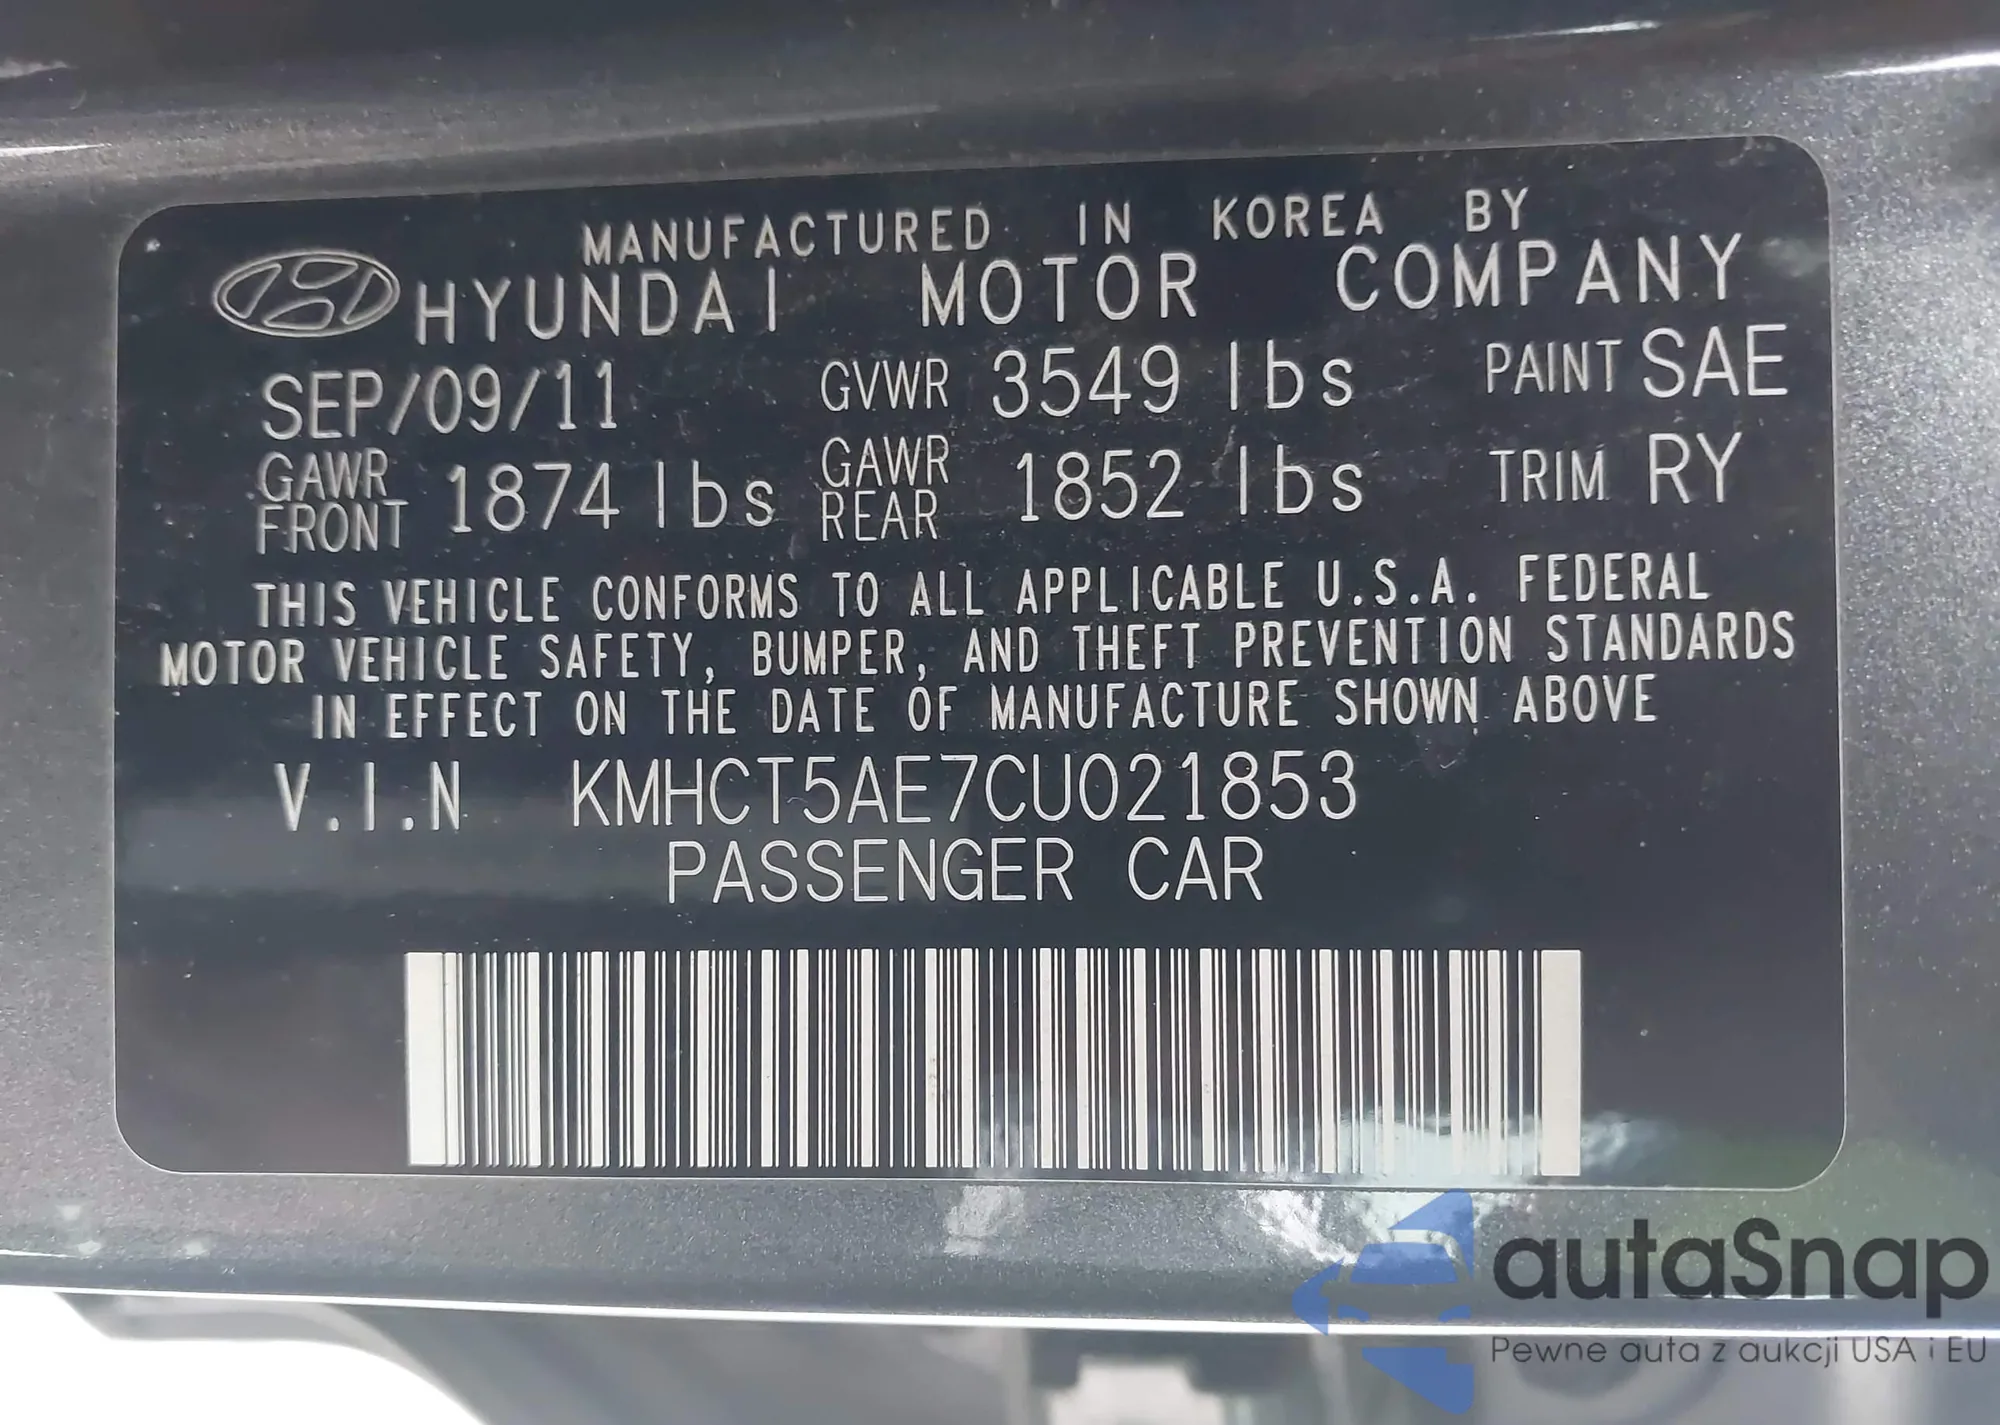 MANUFACTURED IN KOREA BY
HYUNDAI MOTOR COMPANY
SEP/09/11 GVWR 3549 lbs PAINT SAE
GAWR FRONT 1874 lbs GAWR REAR 1852 lbs TRIM RY
THIS VEHICLE CONFORMS TO ALL APPLICABLE U.S.A. FEDERAL
MOTOR VEHICLE SAFETY, BUMPER, AND THEFT PREVENTION STANDARDS
IN EFFECT ON THE DATE OF MANUFACTURE SHOWN ABOVE
V.I.N KMHCT5AE7CU021853
PASSENGER CAR
autaSnap
Pewne auta z aukcji USA i EU